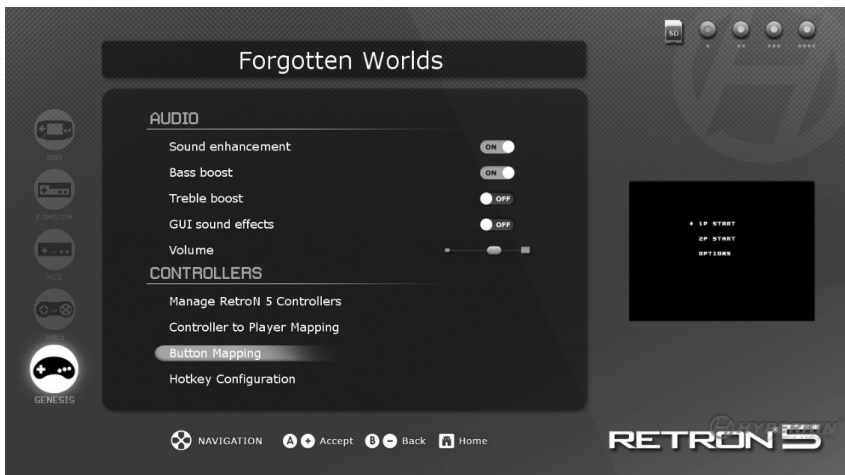 SD
Forgotten Worlds
AUDIO
Sound enhancement ON
Bass boost ON
Treble boost OFF
GUI sound effects OFF
Volume
CONTROLLERS
Manage RetroN 5 Controllers
Controller to Player Mapping
Button Mapping
Hotkey Configuration
GBA
FAMICOM
NES
SNES
GENESIS
1P START
2P START
OPTIONS
NAVIGATION A + Accept B - Back Home
RETRON 5
HYPERKIN